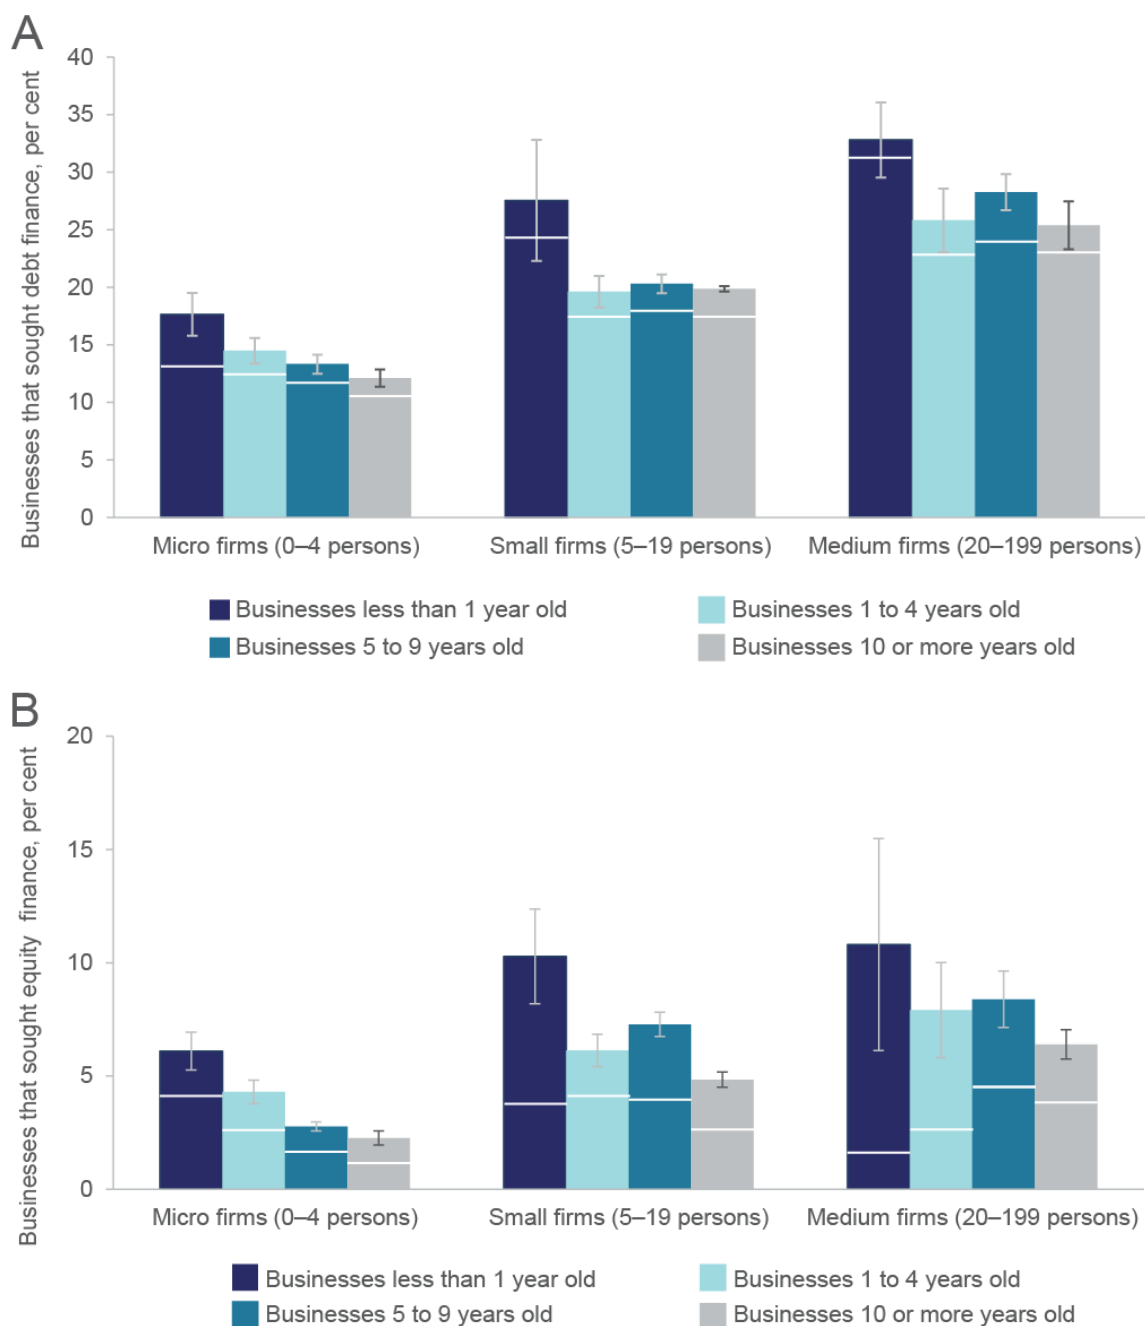 A
Businesses that sought debt finance, per cent
40
35
30
25
20
15
10
5
0
Micro firms (0–4 persons)
Small firms (5–19 persons)
Medium firms (20–199 persons)
Businesses less than 1 year old
Businesses 1 to 4 years old
Businesses 5 to 9 years old
Businesses 10 or more years old
B
Businesses that sought equity finance, per cent
20
15
10
5
0
Micro firms (0–4 persons)
Small firms (5–19 persons)
Medium firms (20–199 persons)
Businesses less than 1 year old
Businesses 1 to 4 years old
Businesses 5 to 9 years old
Businesses 10 or more years old